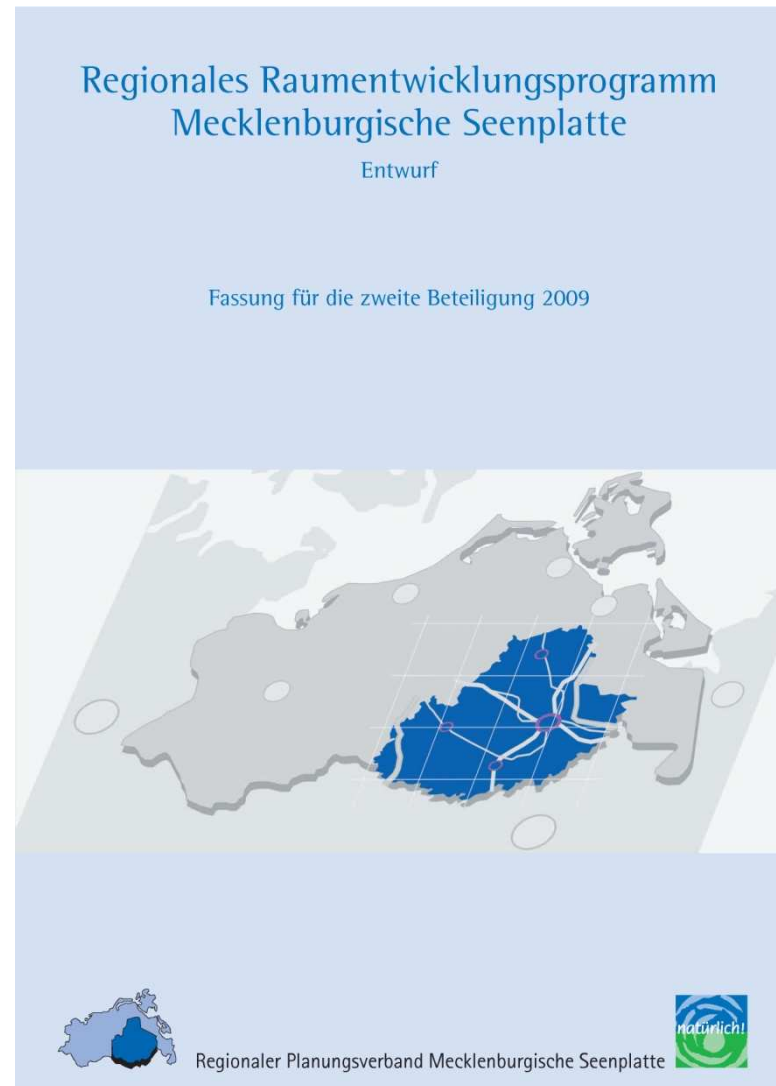 Regionales Raumentwicklungsprogramm
Mecklenburgische Seenplatte
Entwurf
Fassung für die zweite Beteiligung 2009
Regionaler Planungsverband Mecklenburgische Seenplatte
natürlich!